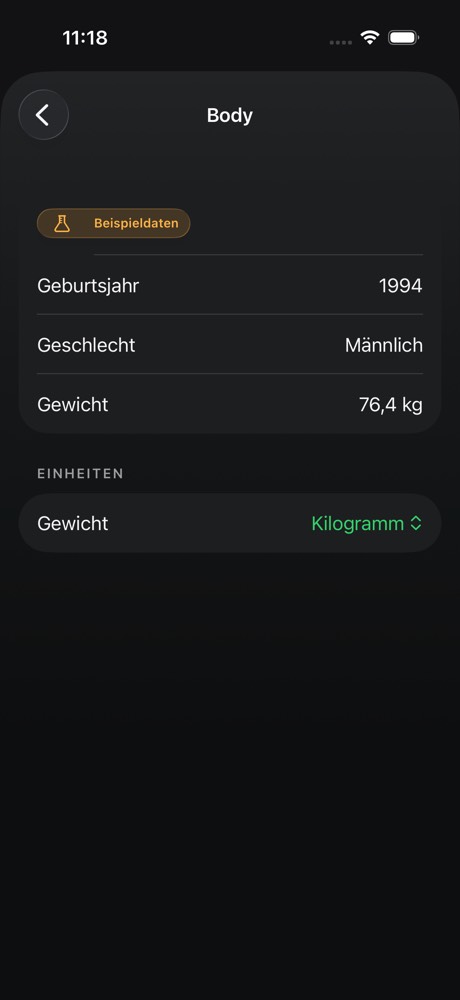 11:18
Body
Beispieldaten
Geburtsjahr 1994
Geschlecht Männlich
Gewicht 76,4 kg
EINHEITEN
Gewicht Kilogramm